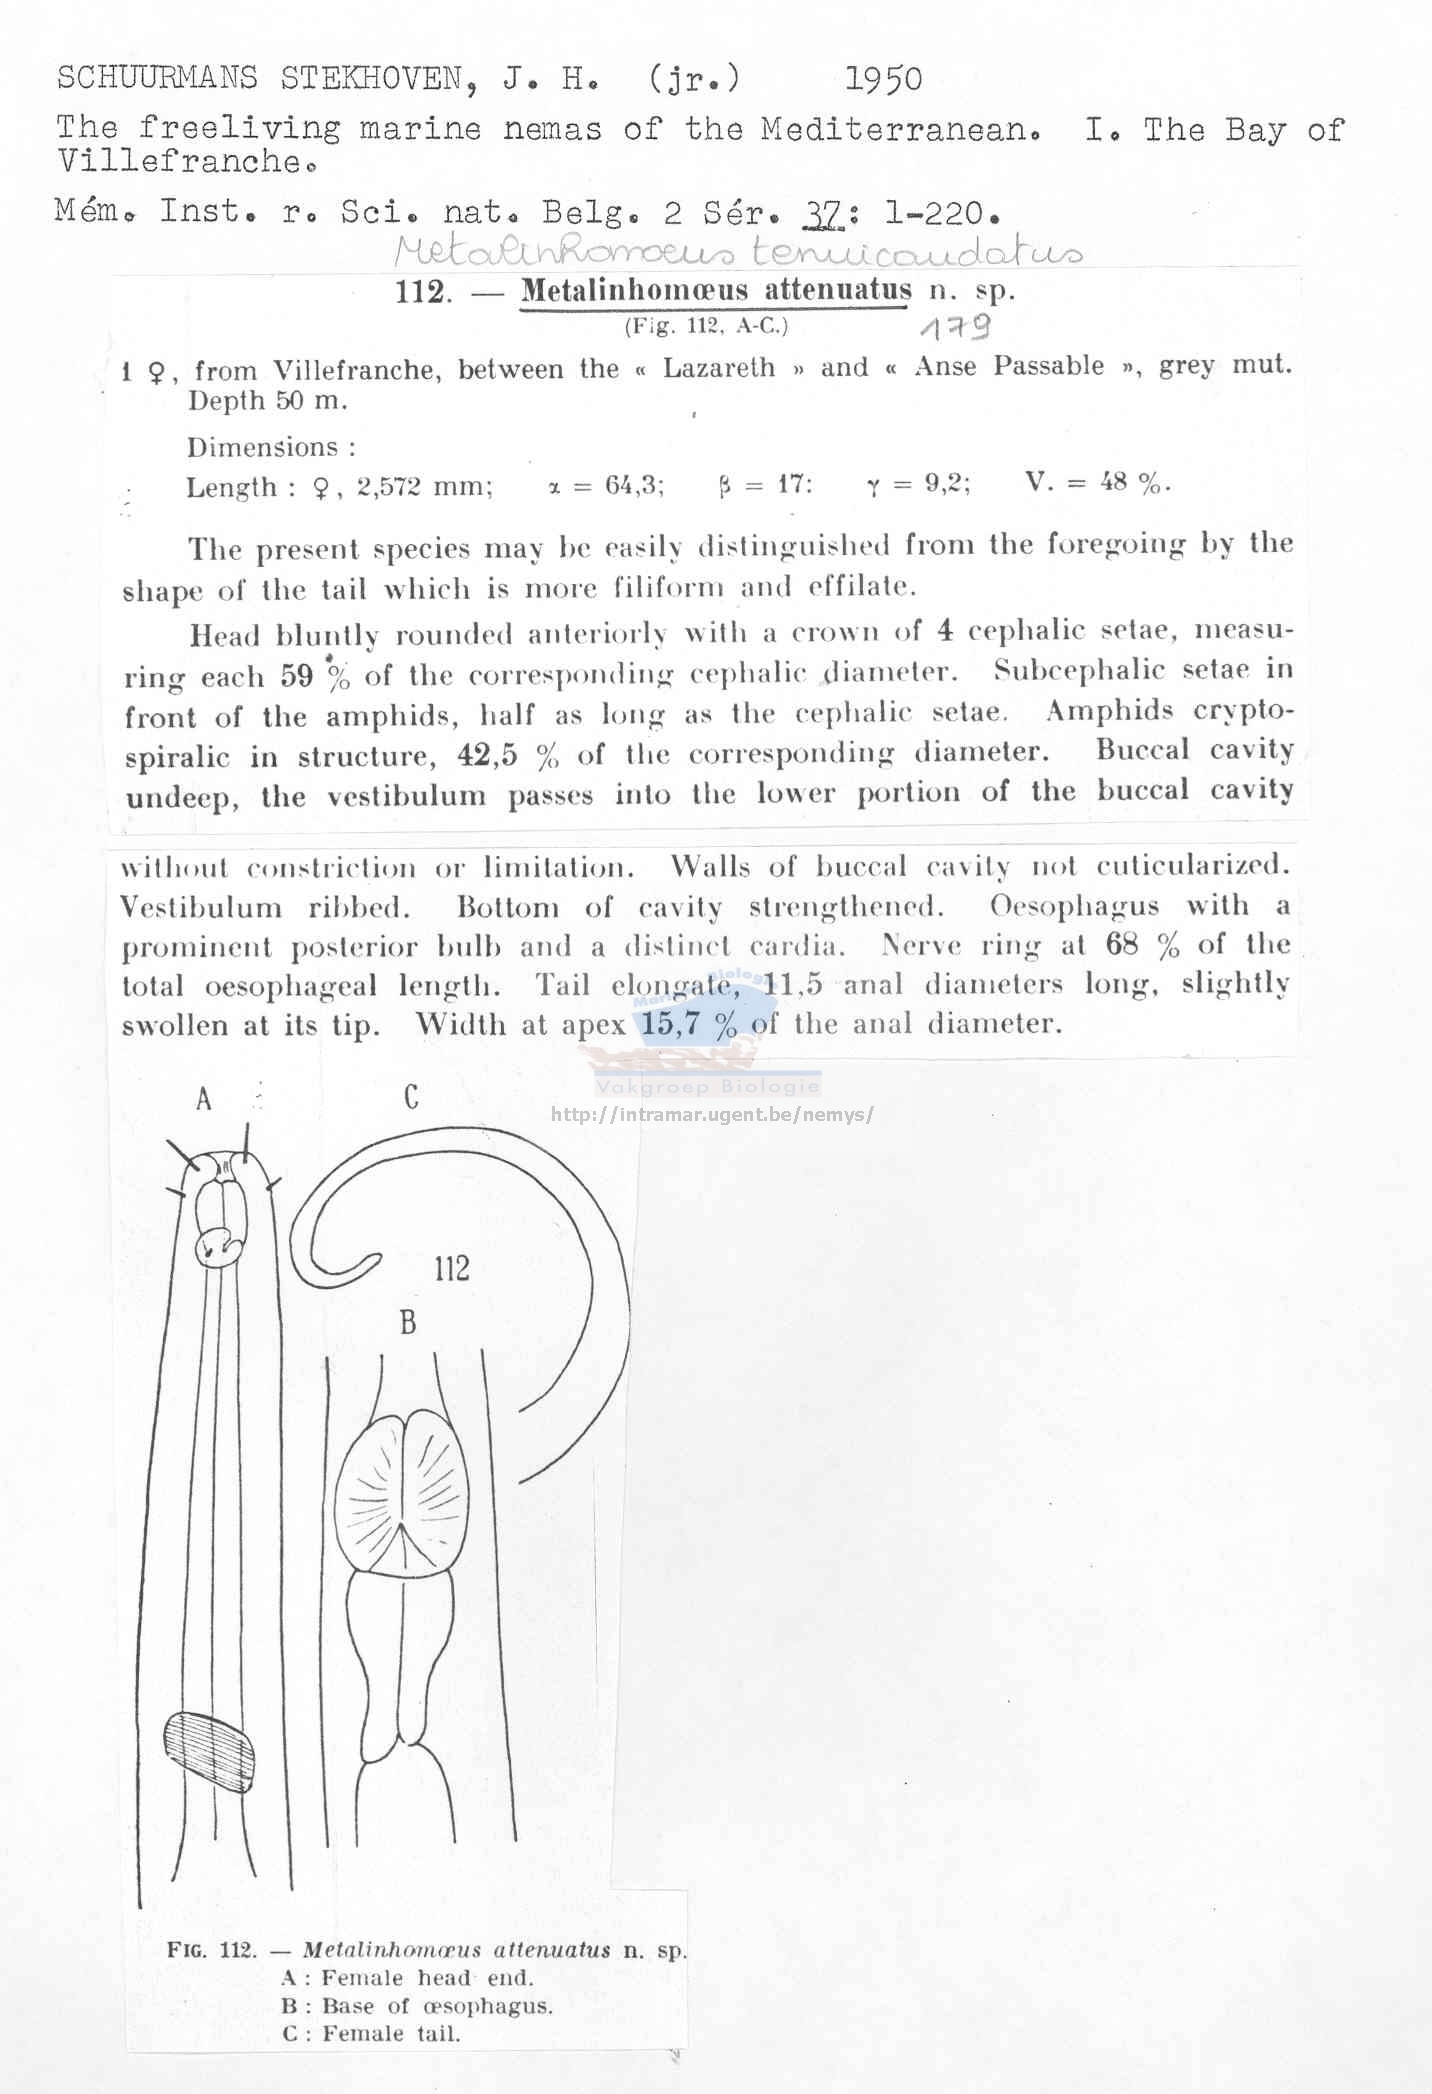 SCHUURMANS STEKHOVEN, J. H. (jr.) 1950
The freeliving marine nemas of the Mediterranean. I. The Bay of
Villefranche.
Mém. Inst. r. Sci. nat. Belg. 2 Sér. 37: 1-220.
Metalinhomoeus tenuicaudatus
112. — Metalinhomœus attenuatus n. sp.
(Fig. 112, A-C.)
179
1 ♀, from Villefranche, between the « Lazareth » and « Anse Passable », grey mut.
Depth 50 m.
Dimensions :
Length : ♀, 2,572 mm; α = 64,3; β = 17: γ = 9,2; V. = 48 %.
The present species may be easily distinguished from the foregoing by the
shape of the tail which is more filiform and effilate.
Head bluntly rounded anteriorly with a crown of 4 cephalic setae, measu-
ring each 59 % of the corresponding cephalic diameter. Subcephalic setae in
front of the amphids, half as long as the cephalic setae. Amphids crypto-
spiralic in structure, 42,5 % of the corresponding diameter. Buccal cavity
undeep, the vestibulum passes into the lower portion of the buccal cavity
without constriction or limitation. Walls of buccal cavity not cuticularized.
Vestibulum ribbed. Bottom of cavity strengthened. Oesophagus with a
prominent posterior bulb and a distinct cardia. Nerve ring at 68 % of the
total oesophageal length. Tail elongate, 11,5 anal diameters long, slightly
swollen at its tip. Width at apex 15,7 % of the anal diameter.
Biologie
Vakgroep Biologie
http://intramar.ugent.be/nemys/
A
C
112
B
FIG. 112. — Metalinhomœus attenuatus n. sp.
A : Female head end.
B : Base of œsophagus.
C : Female tail.